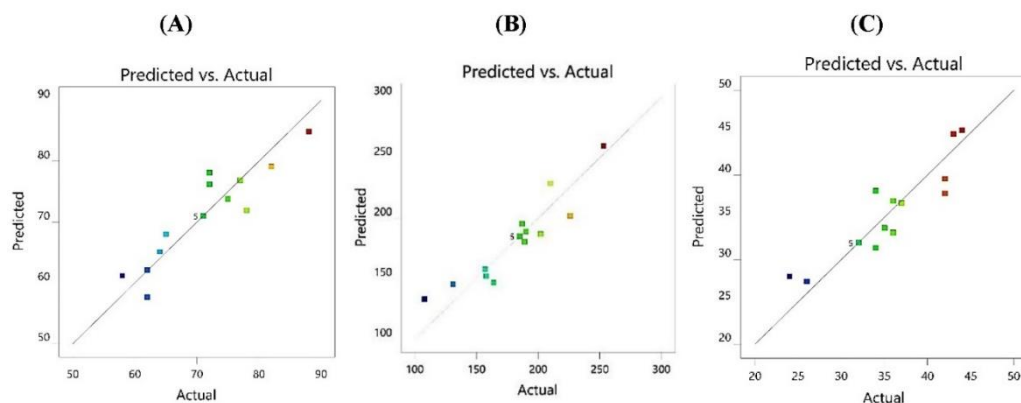 (A)
Predicted vs. Actual
90
80
70
60
50
Predicted
5
50 60 70 80 90
Actual
(B)
Predicted vs. Actual
300
250
200
150
100
Predicted
5
100 150 200 250 300
Actual
(C)
Predicted vs. Actual
50
45
40
35
30
25
20
Predicted
5
20 25 30 35 40 45 50
Actual